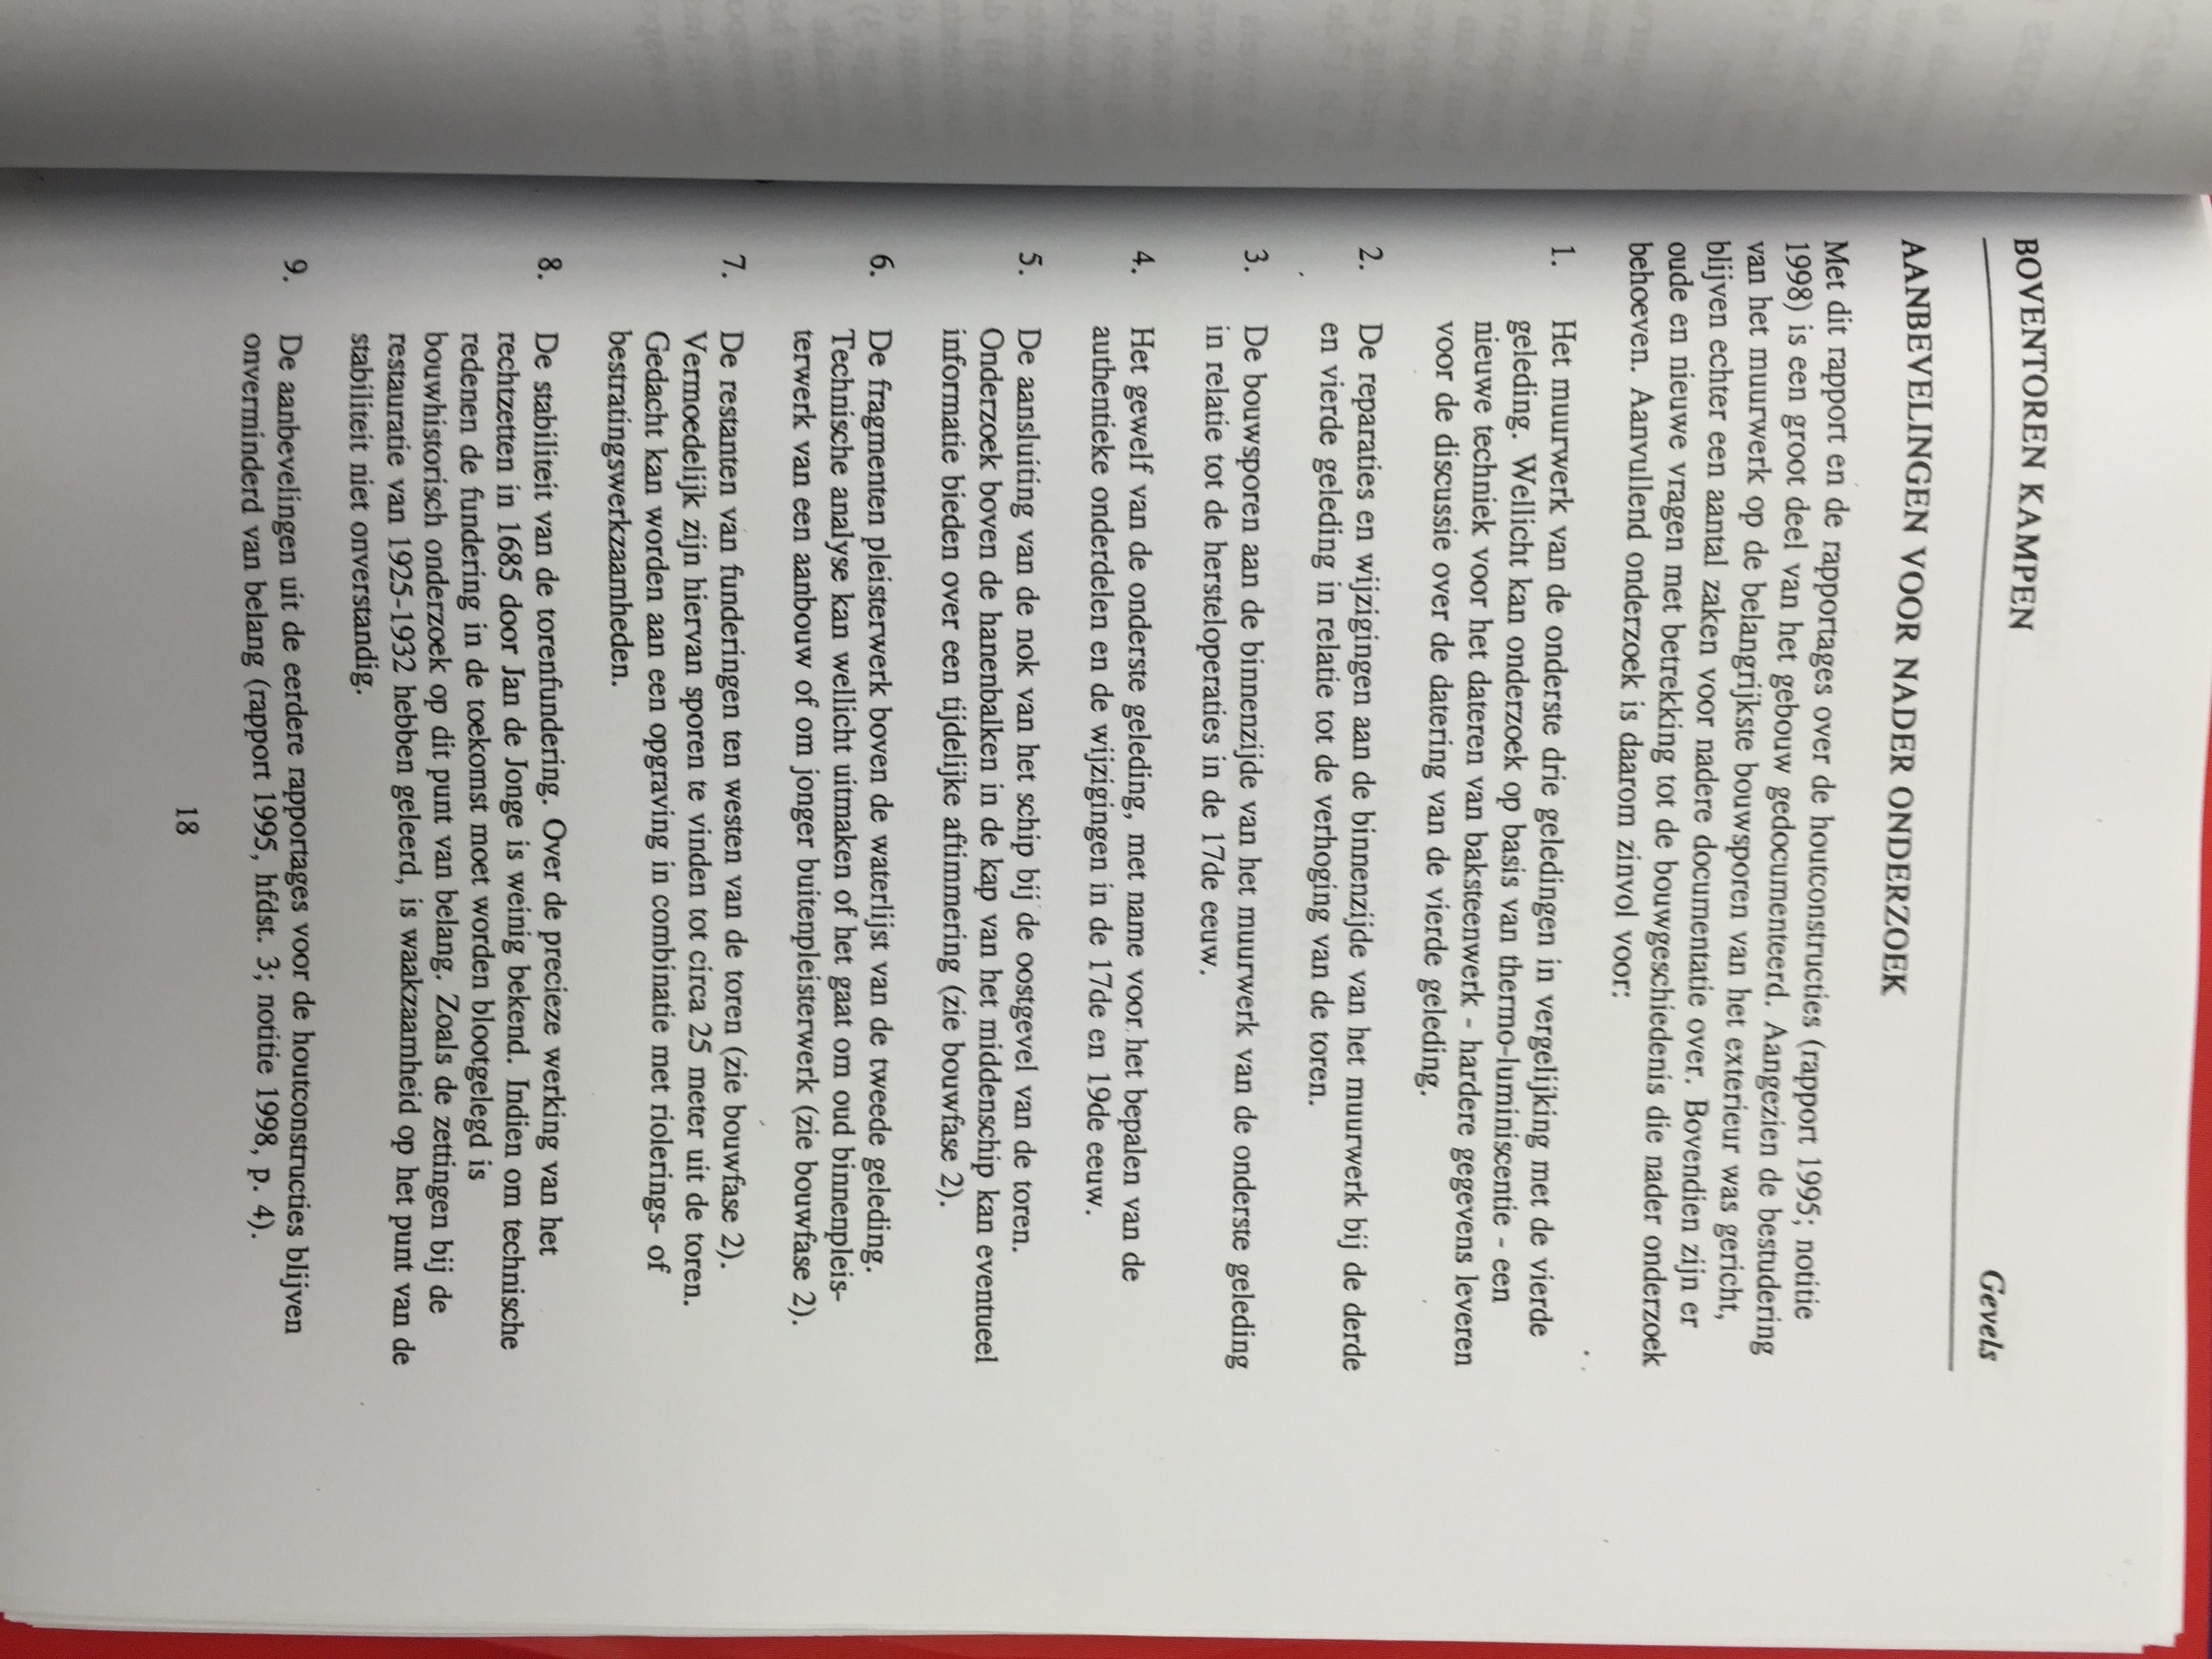 BOVENTOREN KAMPEN
Gevels
AANBEVELINGEN VOOR NADER ONDERZOEK
Met dit rapport en de rapportages over de houtconstructies (rapport 1995; notitie
1998) is een groot deel van het gebouw gedocumenteerd. Aangezien de bestudering
van het muurwerk op de belangrijkste bouwsporen van het exterieur was gericht,
blijven echter een aantal zaken voor nadere documentatie over. Bovendien zijn er
oude en nieuwe vragen met betrekking tot de bouwgeschiedenis die nader onderzoek
behoeven. Aanvullend onderzoek is daarom zinvol voor:
1. Het muurwerk van de onderste drie geledingen in vergelijking met de vierde
geleding. Wellicht kan onderzoek op basis van thermo-luminiscentie - een
nieuwe techniek voor het dateren van baksteenwerk - hardere gegevens leveren
voor de discussie over de datering van de vierde geleding.
2. De reparaties en wijzigingen aan de binnenzijde van het muurwerk bij de derde
en vierde geleding in relatie tot de verhoging van de toren.
3. De bouwsporen aan de binnenzijde van het muurwerk van de onderste geleding
in relatie tot de hersteloperaties in de 17de eeuw.
4. Het gewelf van de onderste geleding, met name voor het bepalen van de
authentieke onderdelen en de wijzigingen in de 17de en 19de eeuw.
5. De aansluiting van de nok van het schip bij de oostgevel van de toren.
Onderzoek boven de hanenbalken in de kap van het middenschip kan eventueel
informatie bieden over een tijdelijke aftimmering (zie bouwfase 2).
6. De fragmenten pleisterwerk boven de waterlijst van de tweede geleding.
Technische analyse kan wellicht uitmaken of het gaat om oud binnenpleis-
terwerk van een aanbouw of om jonger buitenpleisterwerk (zie bouwfase 2).
7. De restanten van funderingen ten westen van de toren (zie bouwfase 2).
Vermoedelijk zijn hiervan sporen te vinden tot circa 25 meter uit de toren.
Gedacht kan worden aan een opgraving in combinatie met riolerings- of
bestratingswerkzaamheden.
8. De stabiliteit van de torenfundering. Over de precieze werking van het
rechtzetten in 1685 door Jan de Jonge is weinig bekend. Indien om technische
redenen de fundering in de toekomst moet worden blootgelegd is
bouwhistorisch onderzoek op dit punt van belang. Zoals de zettingen bij de
restauratie van 1925-1932 hebben geleerd, is waakzaamheid op het punt van de
stabiliteit niet onverstandig.
9. De aanbevelingen uit de eerdere rapportages voor de houtconstructies blijven
onverminderd van belang (rapport 1995, hfdst. 3; notitie 1998, p. 4).
18